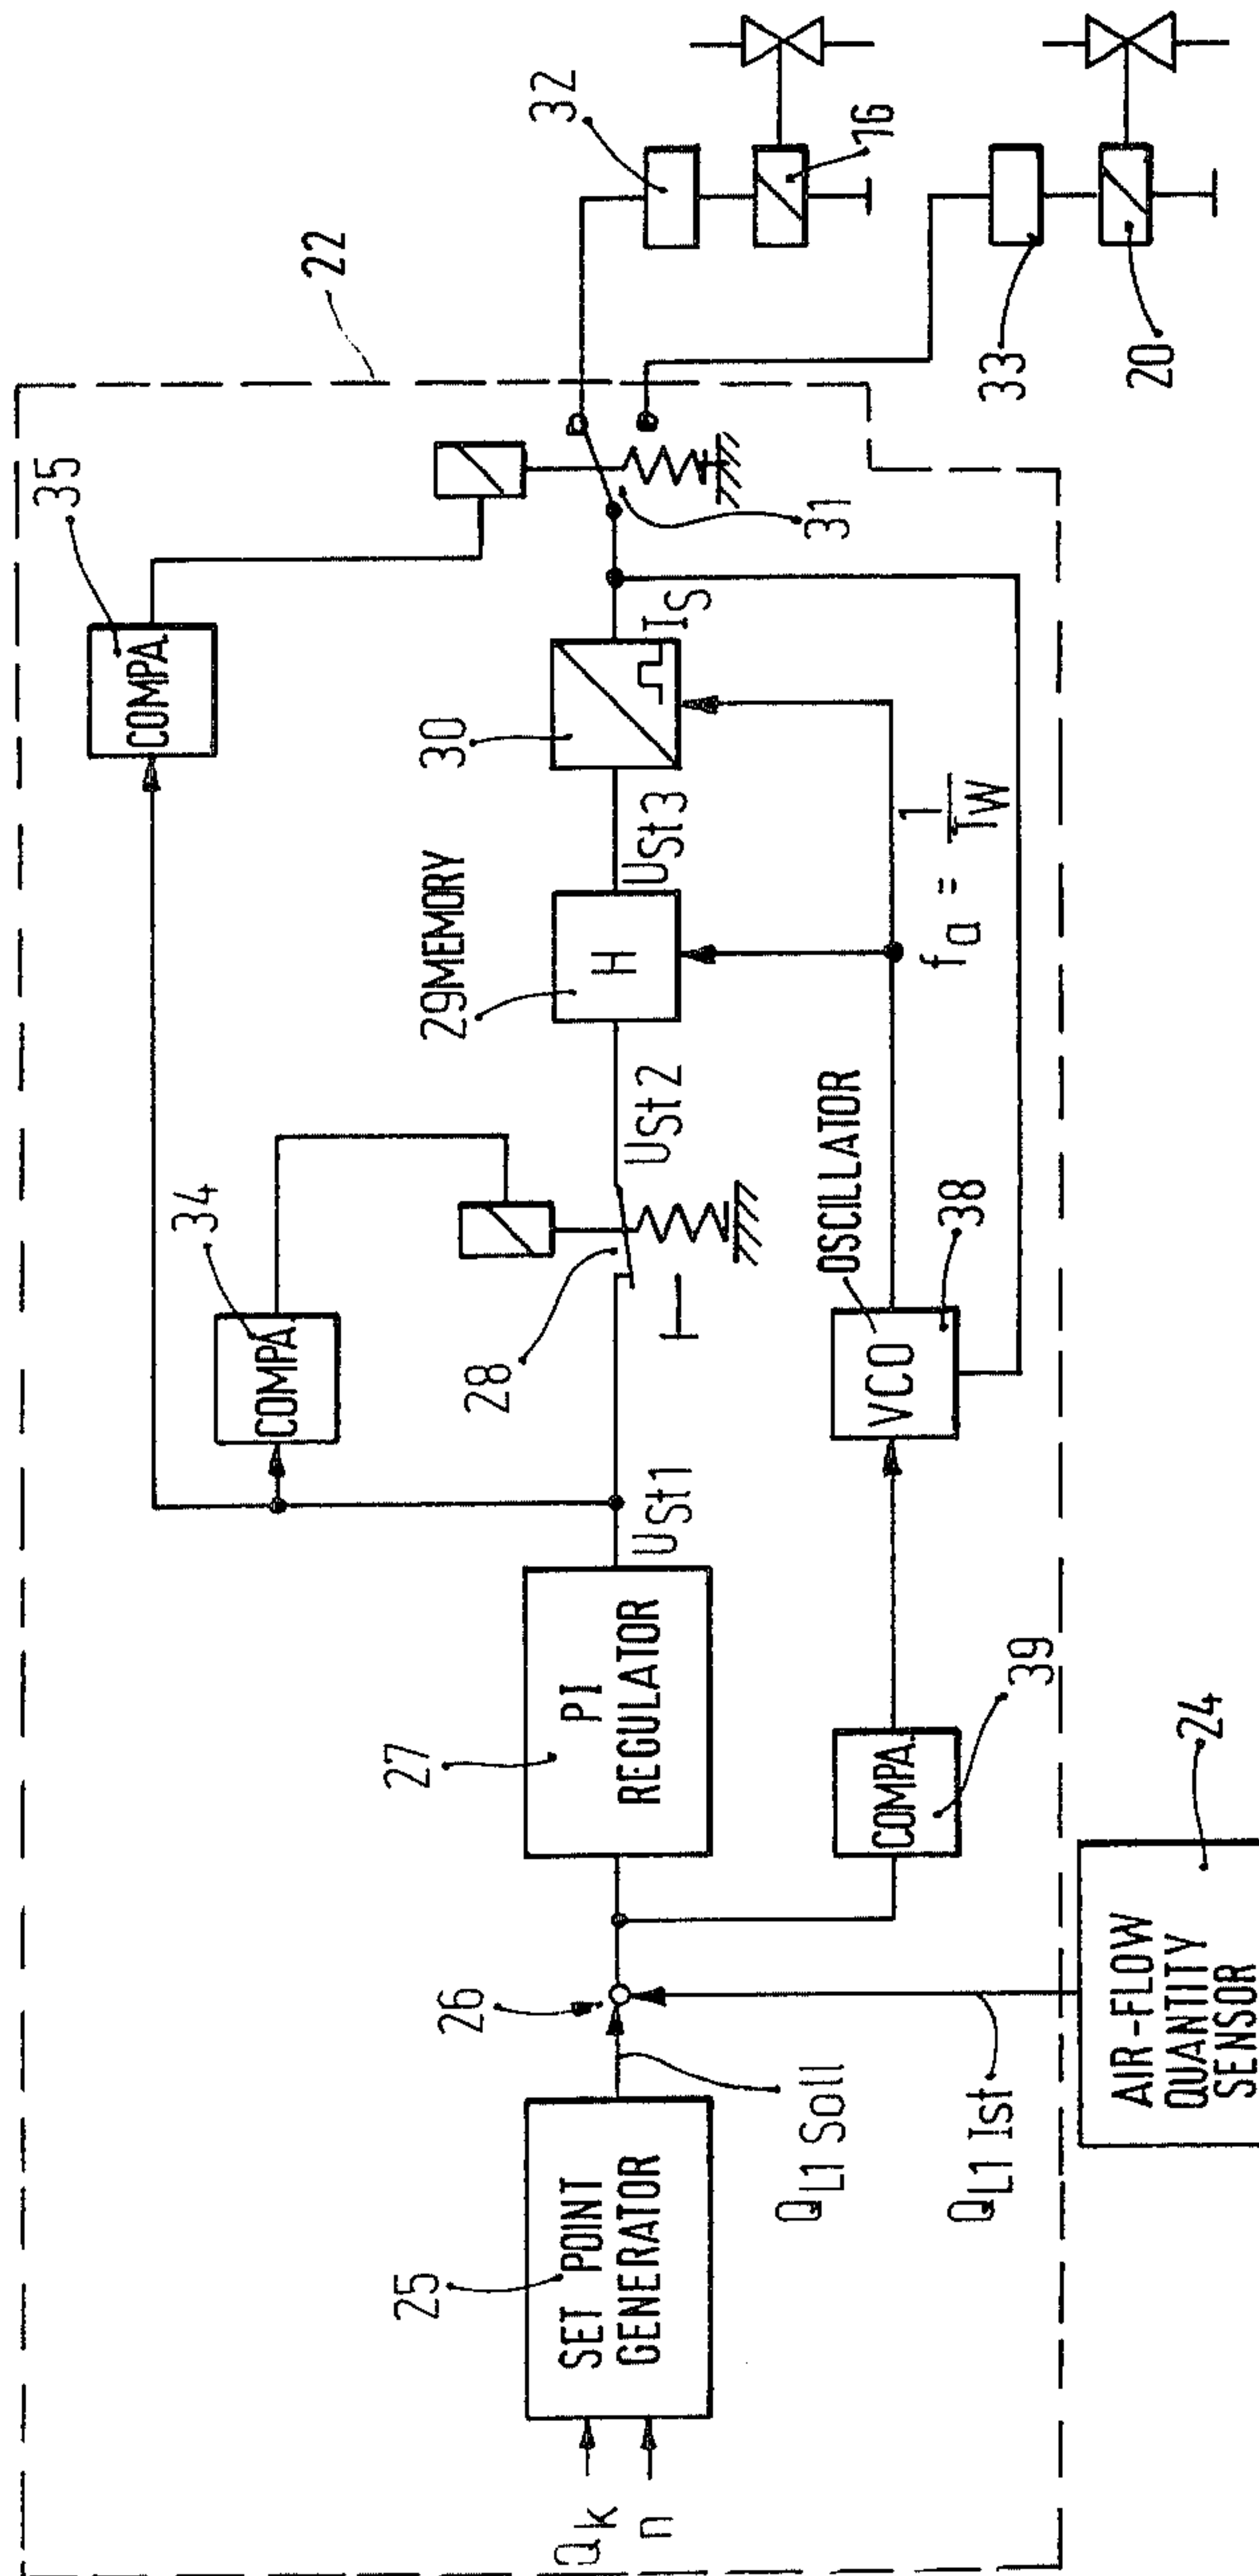 35
COMPA.
22
32
16
33
20
31
34
COMPA.
28
30
29 MEMORY
H
USt1
USt2
USt3
IS
27
PI
REGULATOR
26
25
SET POINT
GENERATOR
Qk
n
QL1 Soll
QL1 Ist
COMPA.
39
VCO
OSCILLATOR
38
fa = 1/TW
24
AIR-FLOW
QUANTITY
SENSOR